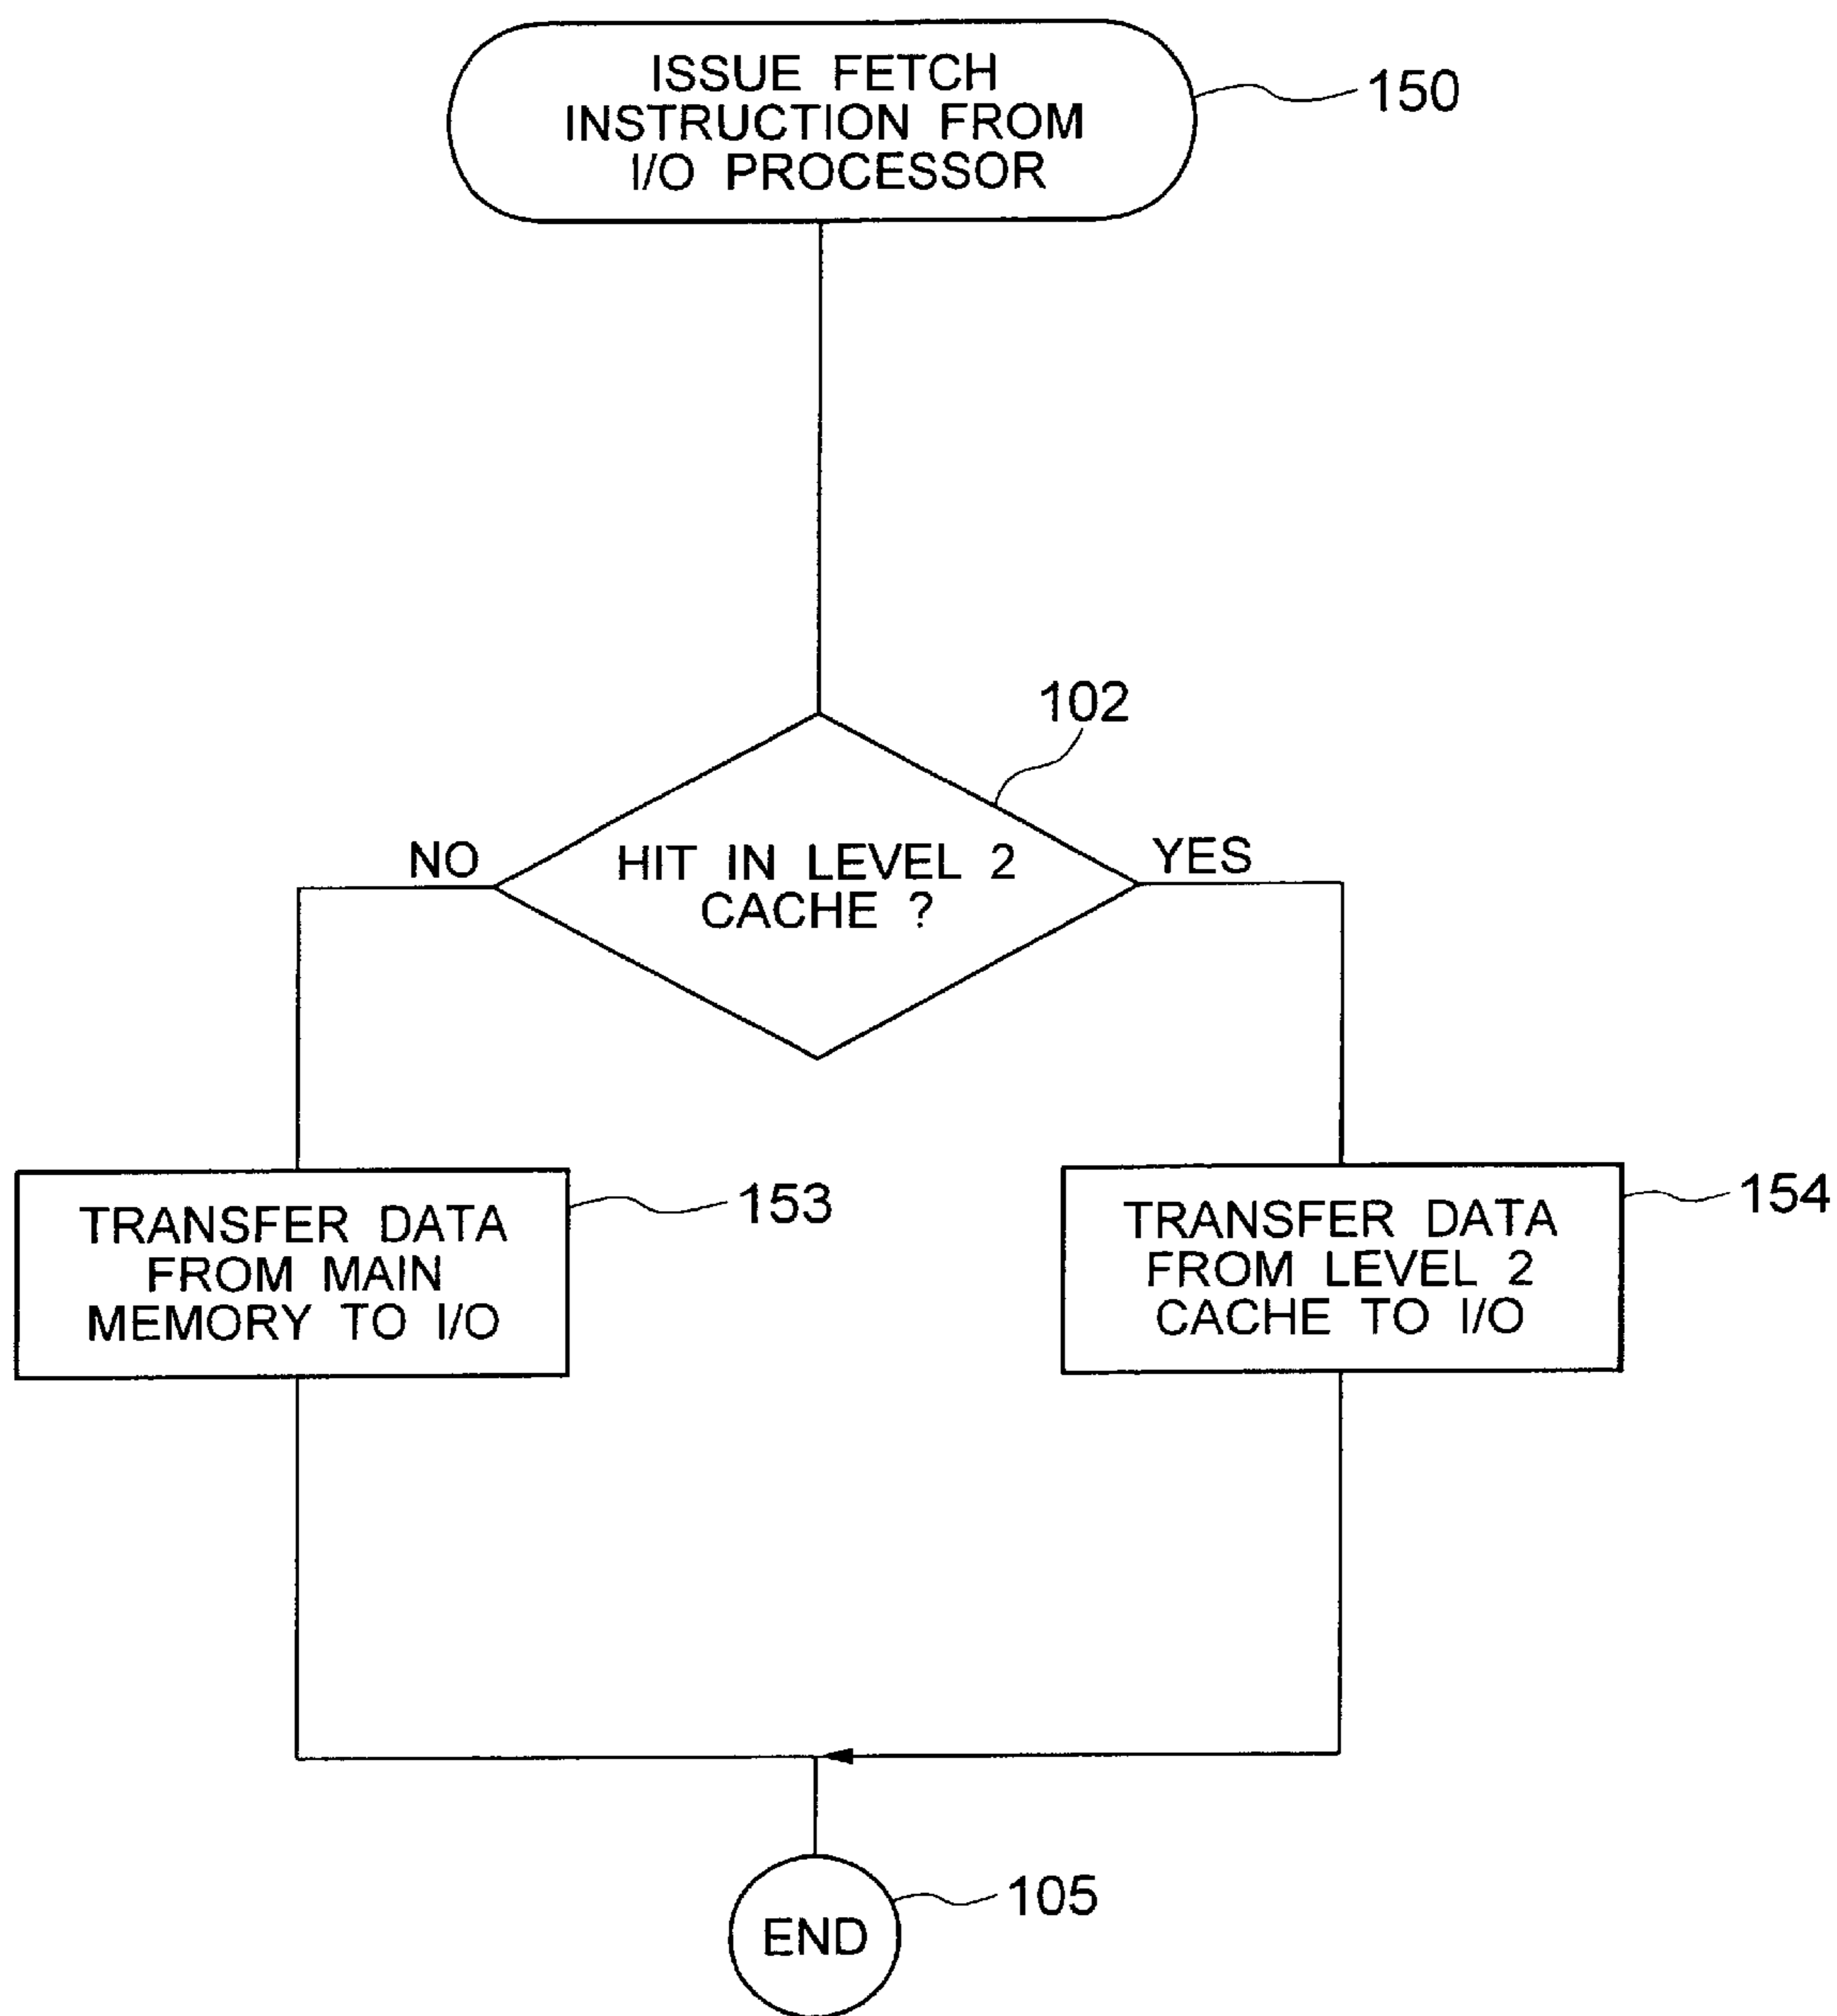 ISSUE FETCH
INSTRUCTION FROM
I/O PROCESSOR
150
102
NO
HIT IN LEVEL 2
CACHE ?
YES
TRANSFER DATA
FROM MAIN
MEMORY TO I/O
153
TRANSFER DATA
FROM LEVEL 2
CACHE TO I/O
154
END
105